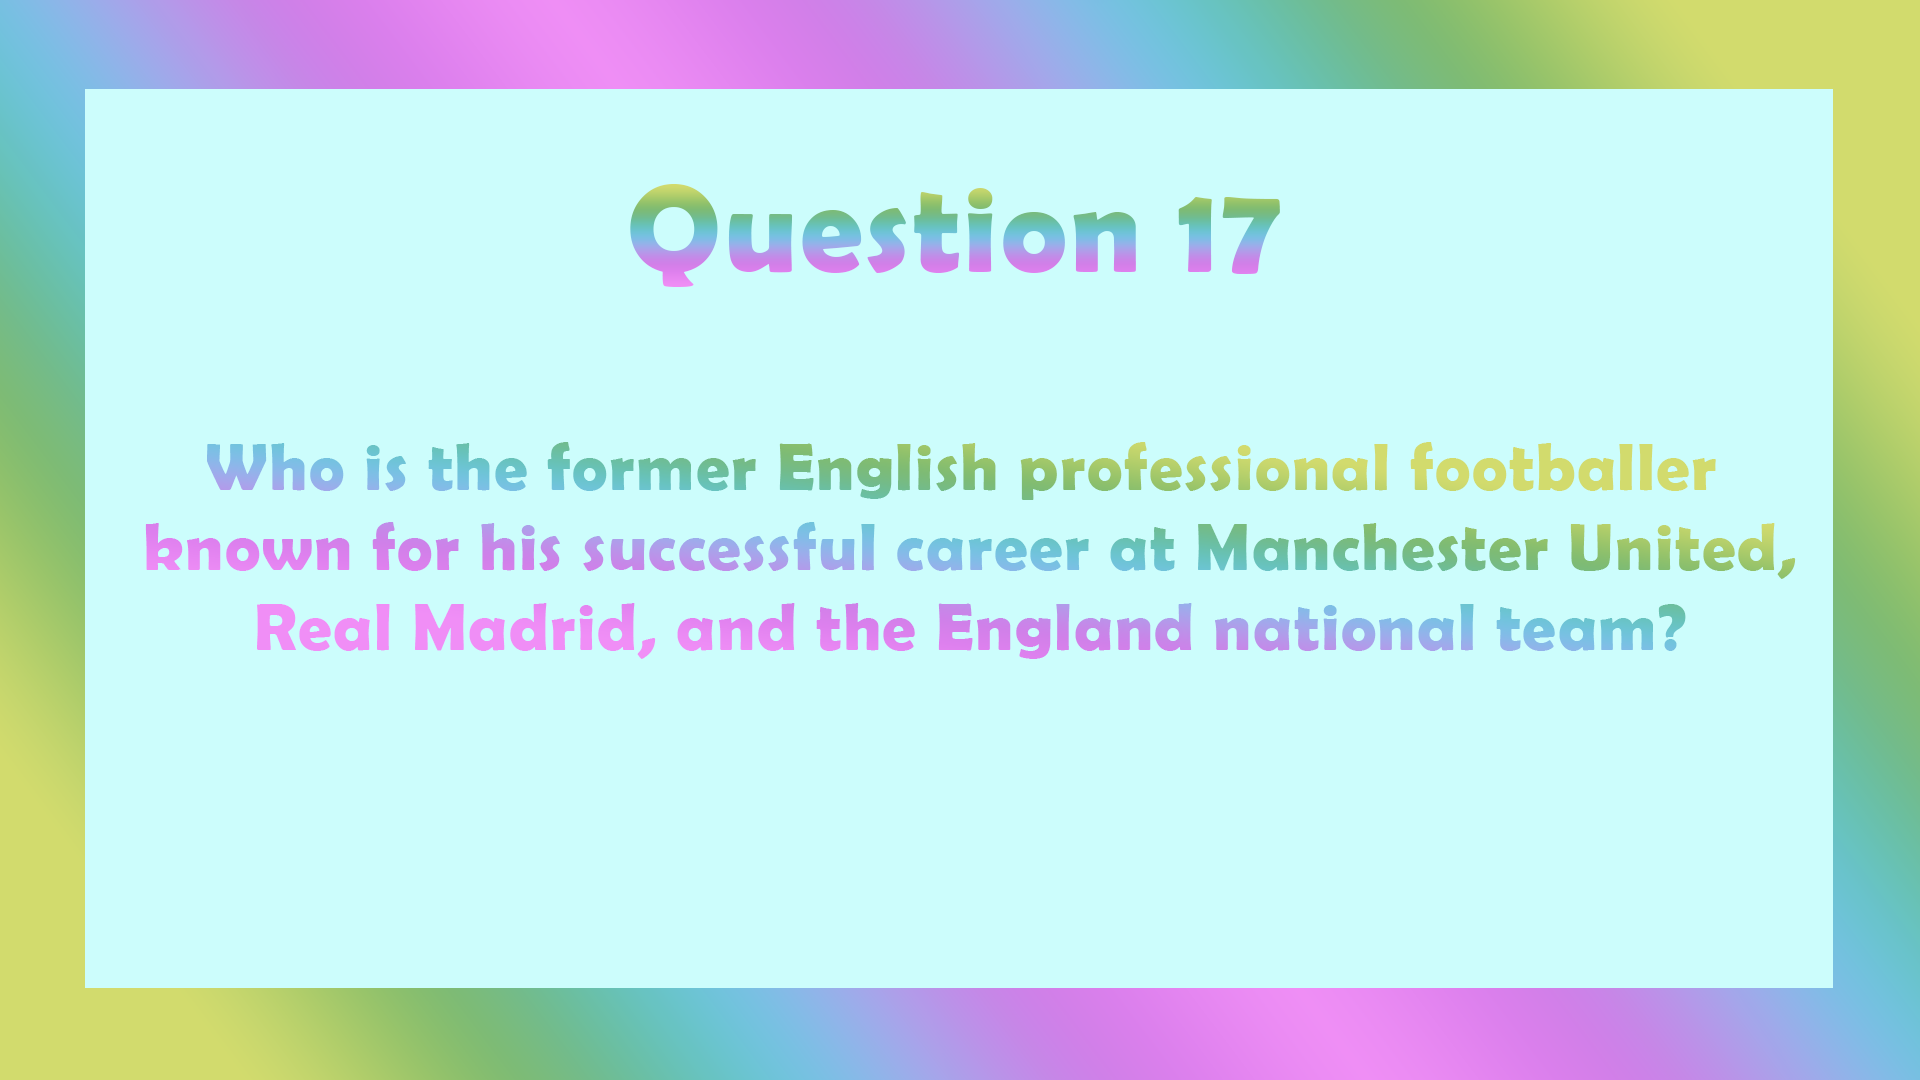 Question 17
Who is the former English professional footballer
known for his successful career at Manchester United,
Real Madrid, and the England national team?